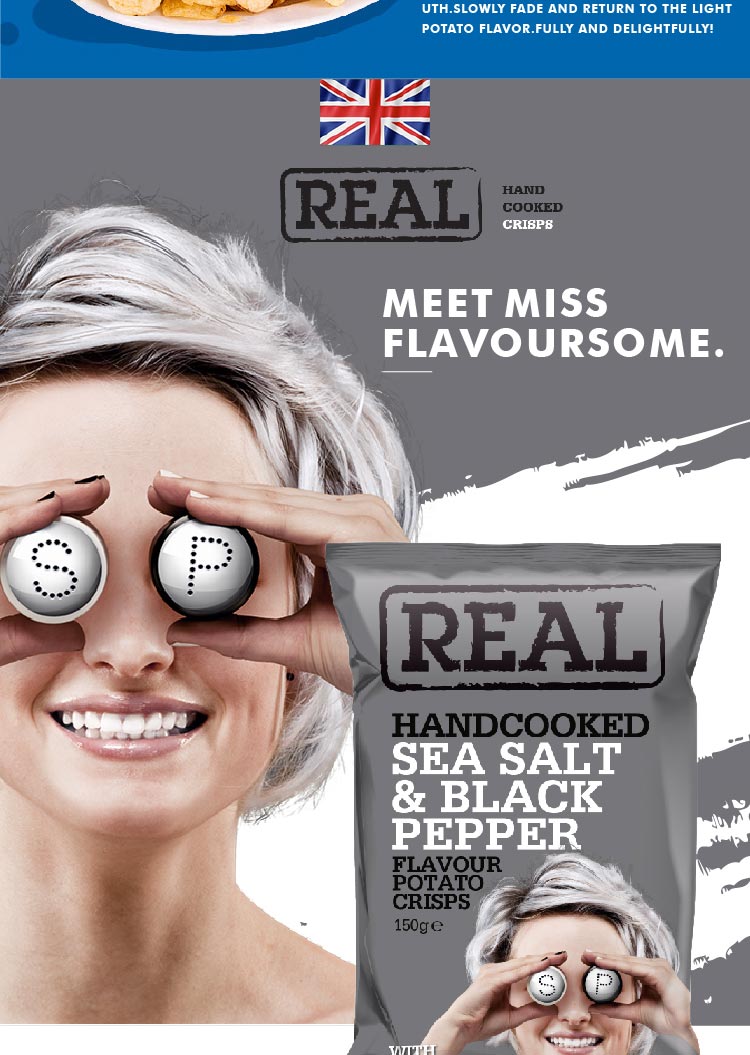 UTH.SLOWLY FADE AND RETURN TO THE LIGHT
POTATO FLAVOR.FULLY AND DELIGHTFULLY!
REAL
HAND
COOKED
CRISPS
MEET MISS
FLAVOURSOME.
S P
REAL
HANDCOOKED
SEA SALT
& BLACK
PEPPER
FLAVOUR
POTATO
CRISPS
150g℮
S P
WITH